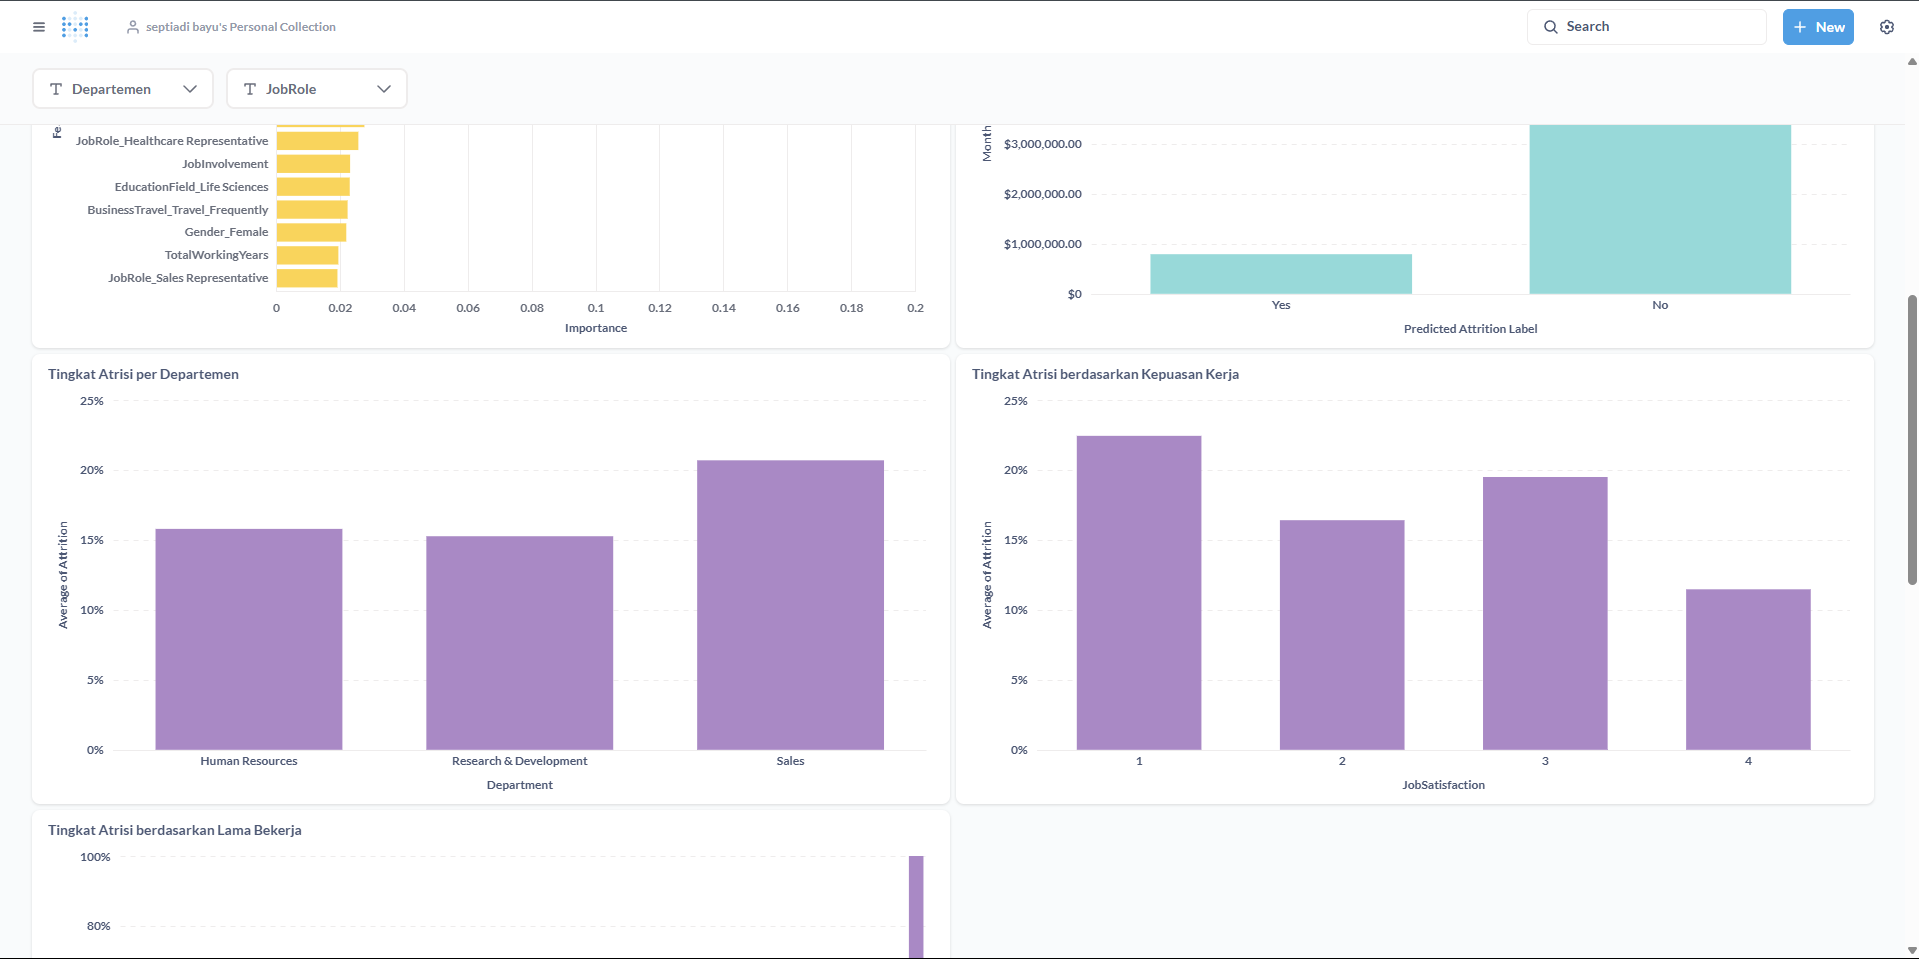 septiadi bayu's Personal Collection
Search
New
Departemen
JobRole
Fe
JobRole_Healthcare Representative
JobInvolvement
EducationField_Life Sciences
BusinessTravel_Travel_Frequently
Gender_Female
TotalWorkingYears
JobRole_Sales Representative
0 0.02 0.04 0.06 0.08 0.1 0.12 0.14 0.16 0.18 0.2
Importance
Month
$3,000,000.00
$2,000,000.00
$1,000,000.00
$0
Yes No
Predicted Attrition Label
Tingkat Atrisi per Departemen
25%
20%
15%
10%
5%
0%
Average of Attrition
Human Resources Research & Development Sales
Department
Tingkat Atrisi berdasarkan Kepuasan Kerja
25%
20%
15%
10%
5%
0%
Average of Attrition
1 2 3 4
JobSatisfaction
Tingkat Atrisi berdasarkan Lama Bekerja
100%
80%